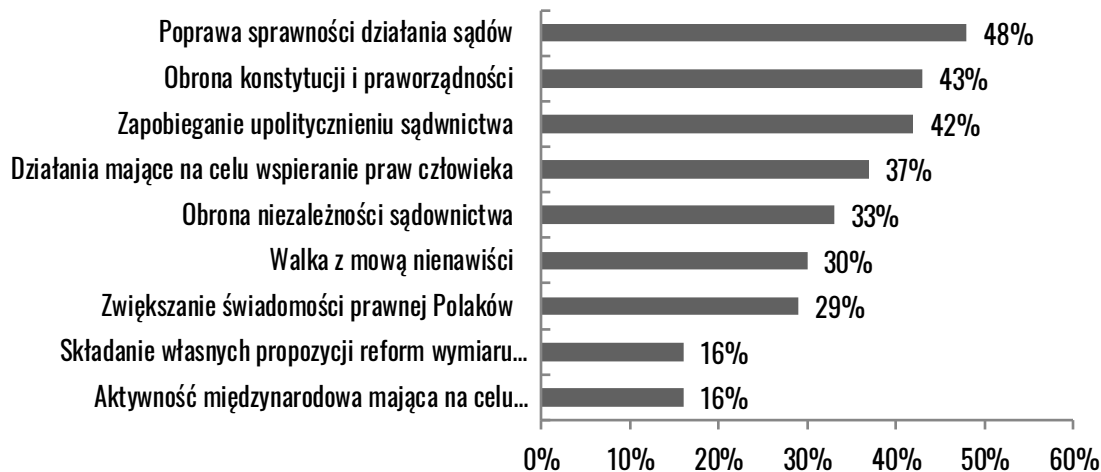 Poprawa sprawności działania sądów 48%
Obrona konstytucji i praworządności 43%
Zapobieganie upolitycznieniu sądwnictwa 42%
Działania mające na celu wspieranie praw człowieka 37%
Obrona niezależności sądownictwa 33%
Walka z mową nienawiści 30%
Zwiększanie świadomości prawnej Polaków 29%
Składanie własnych propozycji reform wymiaru... 16%
Aktywność międzynarodowa mająca na celu... 16%
0% 10% 20% 30% 40% 50% 60%